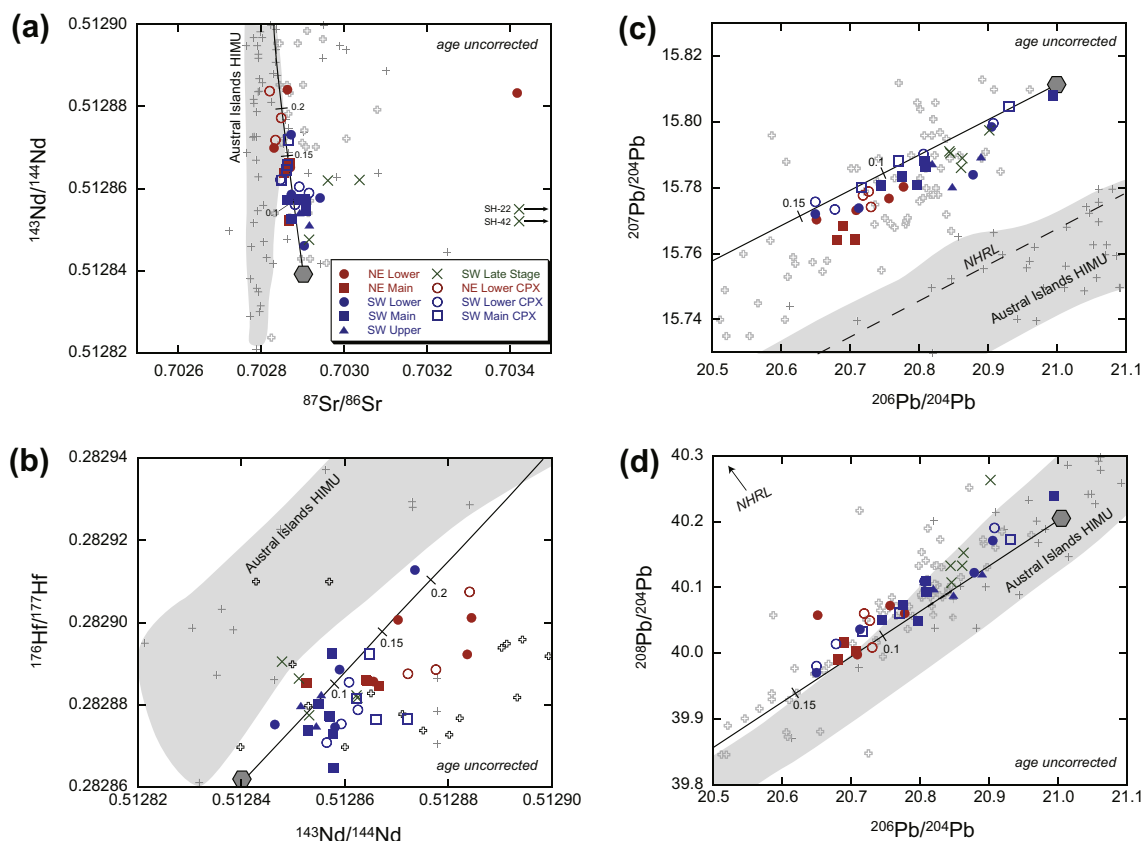 (a)
age uncorrected
Austral Islands HIMU
0.2
0.15
0.1
SH-22
SH-42
NE Lower
NE Main
SW Lower
SW Main
SW Upper
SW Late Stage
NE Lower CPX
SW Lower CPX
SW Main CPX
0.51290
0.51288
0.51286
0.51284
0.51282
143Nd/144Nd
0.7026
0.7028
0.7030
0.7032
0.7034
87Sr/86Sr
(c)
age uncorrected
15.82
15.80
15.78
15.76
15.74
207Pb/204Pb
0.1
0.15
NHRL
Austral Islands HIMU
20.5
20.6
20.7
20.8
20.9
21.0
21.1
206Pb/204Pb
(b)
0.28294
0.28292
0.28290
0.28288
0.28286
176Hf/177Hf
Austral Islands HIMU
0.2
0.15
0.1
age uncorrected
0.51282
0.51284
0.51286
0.51288
0.51290
143Nd/144Nd
(d)
40.3
40.2
40.1
40.0
39.9
39.8
208Pb/204Pb
NHRL
Austral Islands HIMU
0.1
0.15
age uncorrected
20.5
20.6
20.7
20.8
20.9
21.0
21.1
206Pb/204Pb